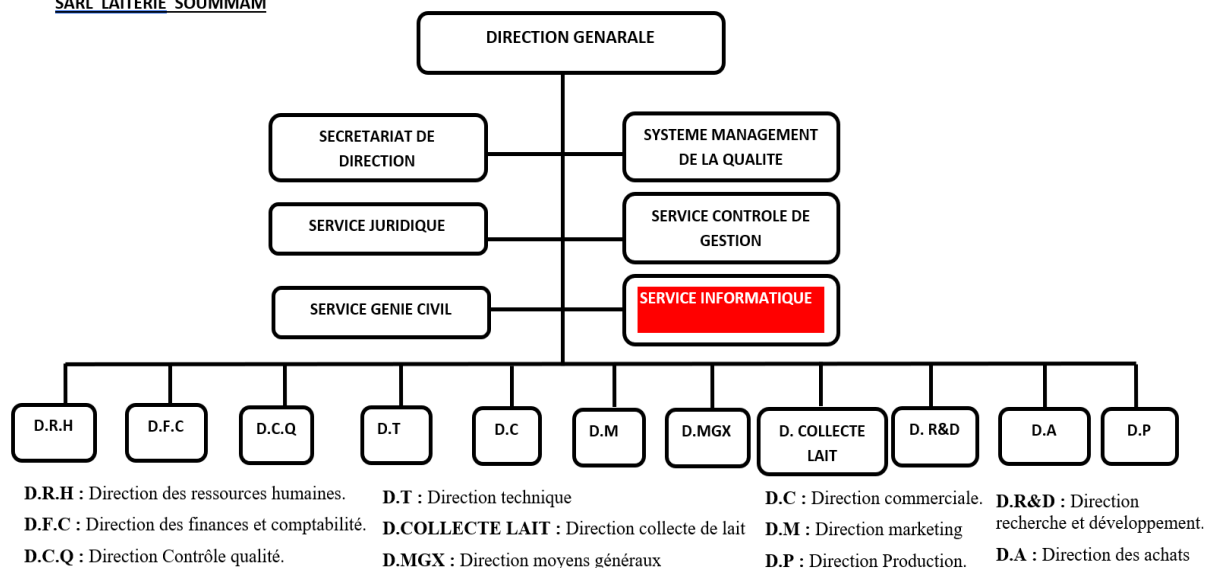 SARL LAITERIE SOUMMAM
DIRECTION GENARALE
SECRETARIAT DE
DIRECTION
SYSTEME MANAGEMENT
DE LA QUALITE
SERVICE JURIDIQUE
SERVICE CONTROLE DE
GESTION
SERVICE GENIE CIVIL
SERVICE INFORMATIQUE
D.R.H
D.F.C
D.C.Q
D.T
D.C
D.M
D.MGX
D. COLLECTE
LAIT
D. R&D
D.A
D.P
D.R.H : Direction des ressources humaines.
D.F.C : Direction des finances et comptabilité.
D.C.Q : Direction Contrôle qualité.
D.T : Direction technique
D.COLLECTE LAIT : Direction collecte de lait
D.MGX : Direction moyens généraux
D.C : Direction commerciale.
D.M : Direction marketing
D.P : Direction Production.
D.R&D : Direction
recherche et développement.
D.A : Direction des achats